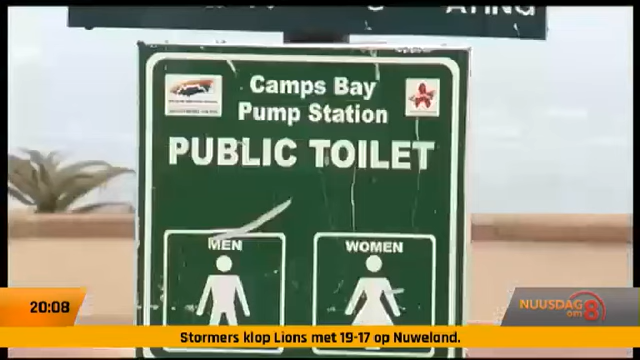 Camps Bay
Pump Station
PUBLIC TOILET
MEN
WOMEN
20:08
NUUSDAG
om 8
Stormers klop Lions met 19-17 op Nuweland.